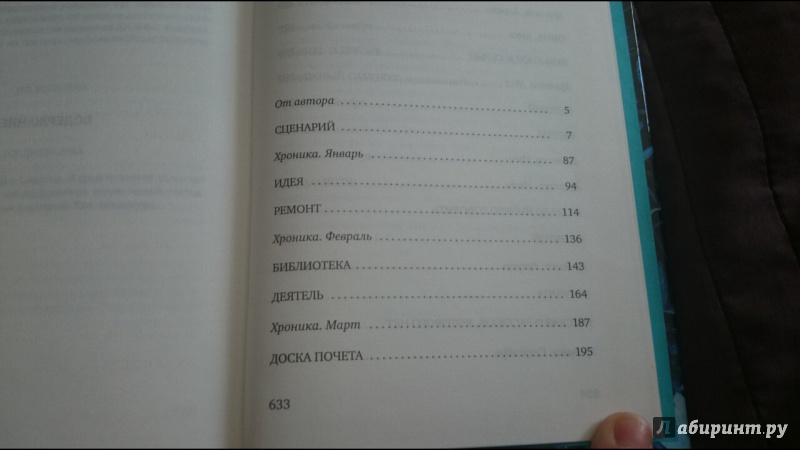 От автора 5
СЦЕНАРИЙ 7
Хроника. Январь 87
ИДЕЯ 94
РЕМОНТ 114
Хроника. Февраль 136
БИБЛИОТЕКА 143
ДЕЯТЕЛЬ 164
Хроника. Март 187
ДОСКА ПОЧЕТА 195
633
Лабиринт.ру